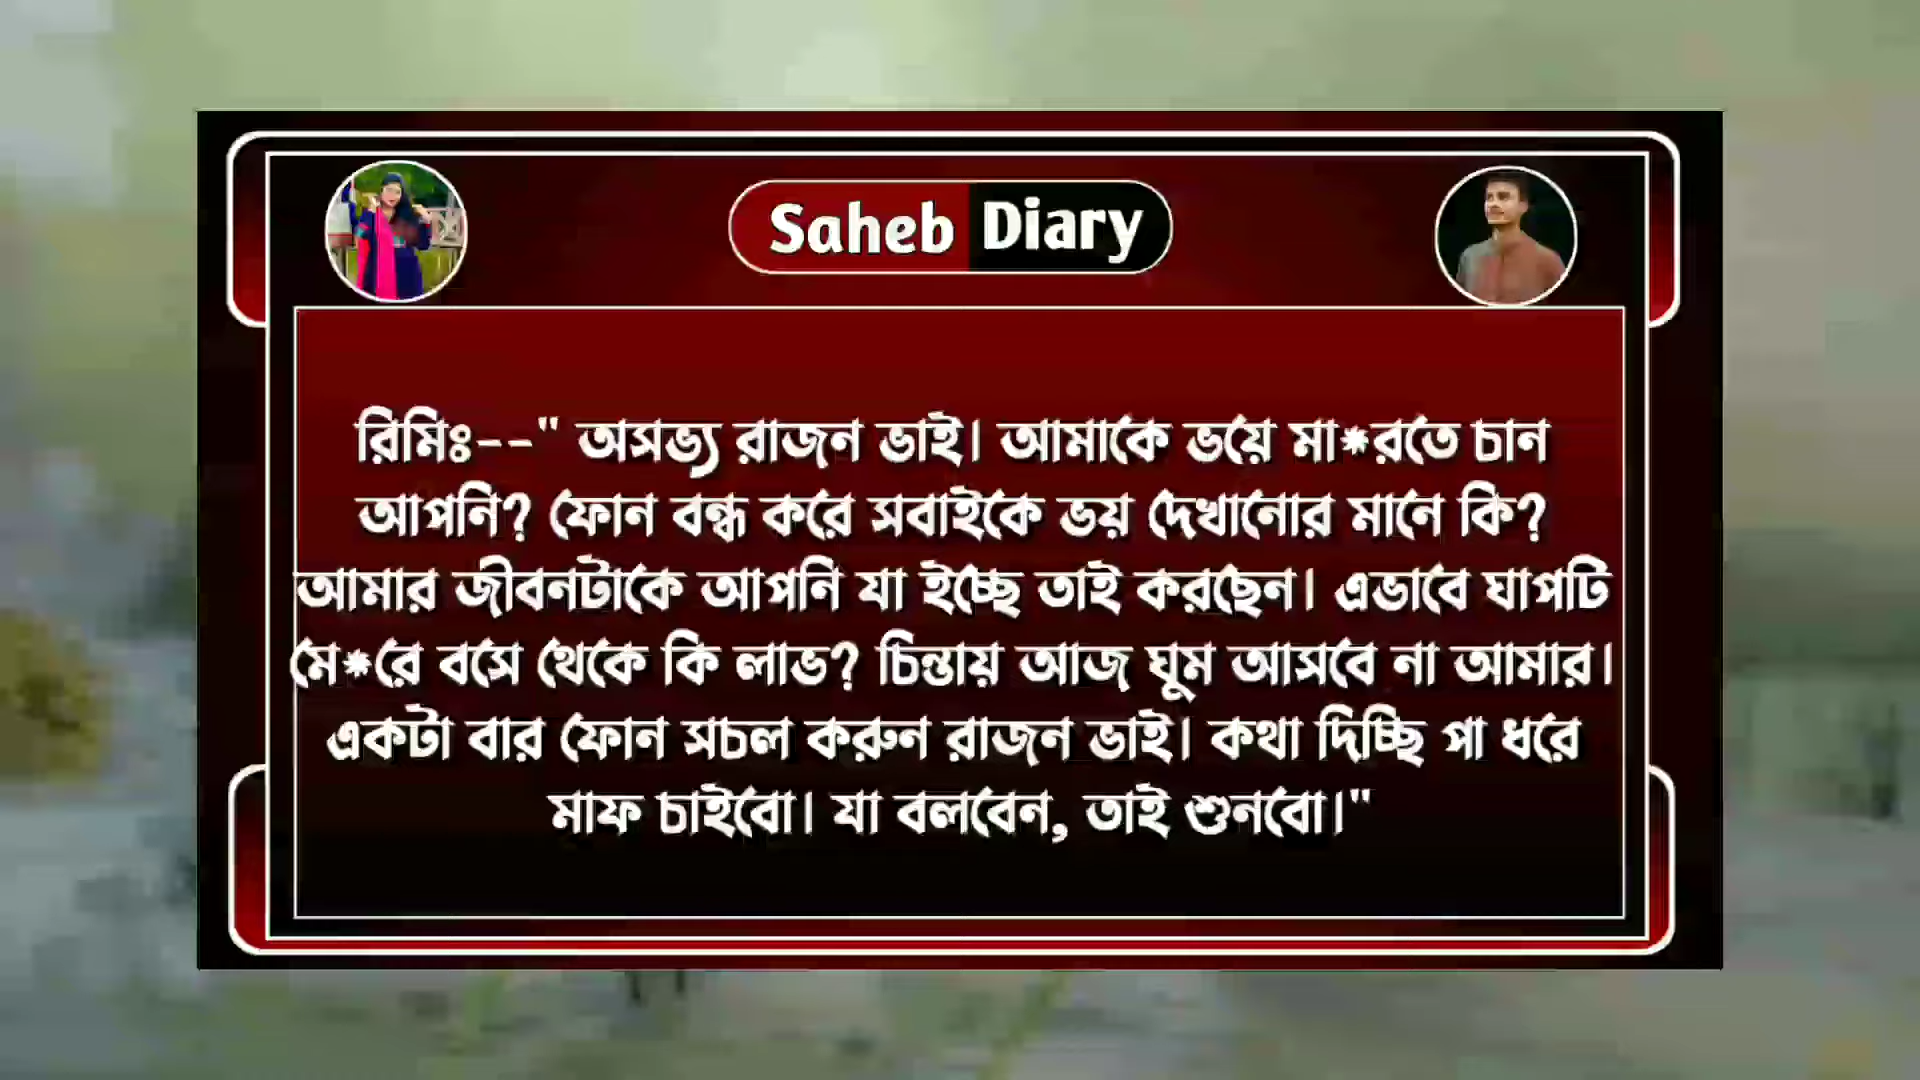 Saheb Diary
রিমিঃ--" অসভ্য রাজন ভাই। আমাকে ভয়ে মা*রতে চান
আপনি? ফোন বন্ধ করে সবাইকে ভয় দেখানোর মানে কি?
আমার জীবনটাকে আপনি যা ইচ্ছে তাই করছেন। এভাবে ঘাপটি
মে*রে বসে থেকে কি লাভ? চিন্তায় আজ ঘুম আসবে না আমার।
একটা বার ফোন সচল করুন রাজন ভাই। কথা দিচ্ছি পা ধরে
মাফ চাইবো। যা বলবেন, তাই শুনবো।"